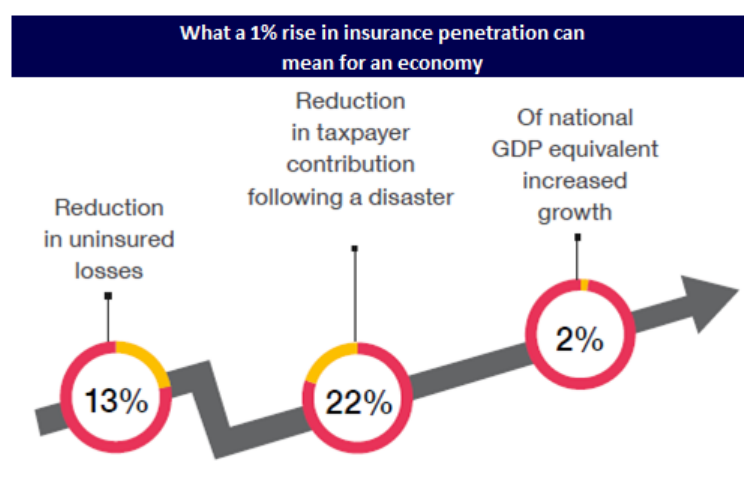 What a 1% rise in insurance penetration can
mean for an economy
Reduction
in uninsured
losses
13%
Reduction
in taxpayer
contribution
following a disaster
22%
Of national
GDP equivalent
increased
growth
2%